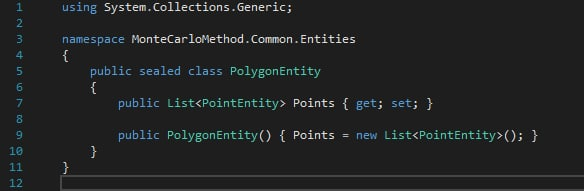 1 using System.Collections.Generic;
2
3 namespace MonteCarloMethod.Common.Entities
4 {
5     public sealed class PolygonEntity
6     {
7         public List<PointEntity> Points { get; set; }
8
9         public PolygonEntity() { Points = new List<PointEntity>(); }
10     }
11 }
12